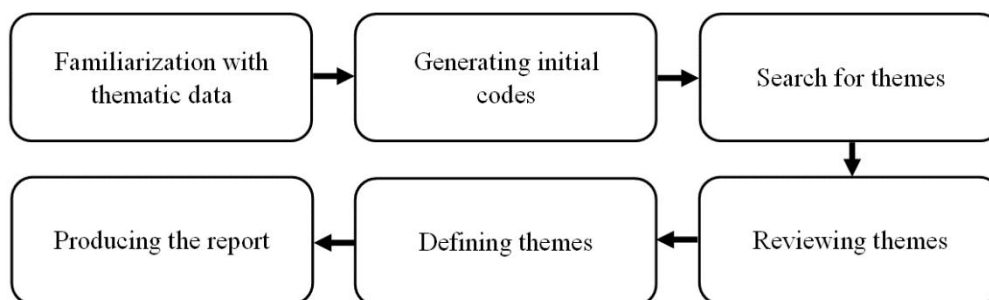 Familiarization with
thematic data
Generating initial
codes
Search for themes
Reviewing themes
Defining themes
Producing the report